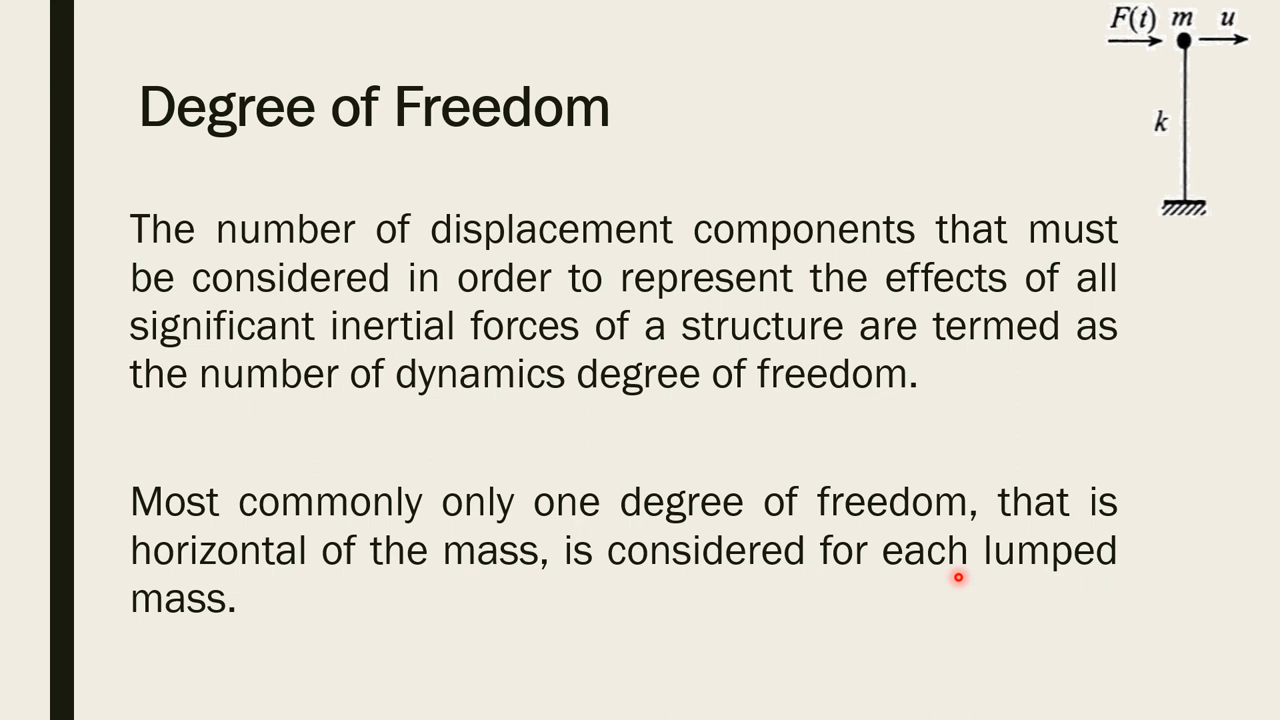 F(t) m u
Degree of Freedom
k
The number of displacement components that must
be considered in order to represent the effects of all
significant inertial forces of a structure are termed as
the number of dynamics degree of freedom.
Most commonly only one degree of freedom, that is
horizontal of the mass, is considered for each lumped
mass.